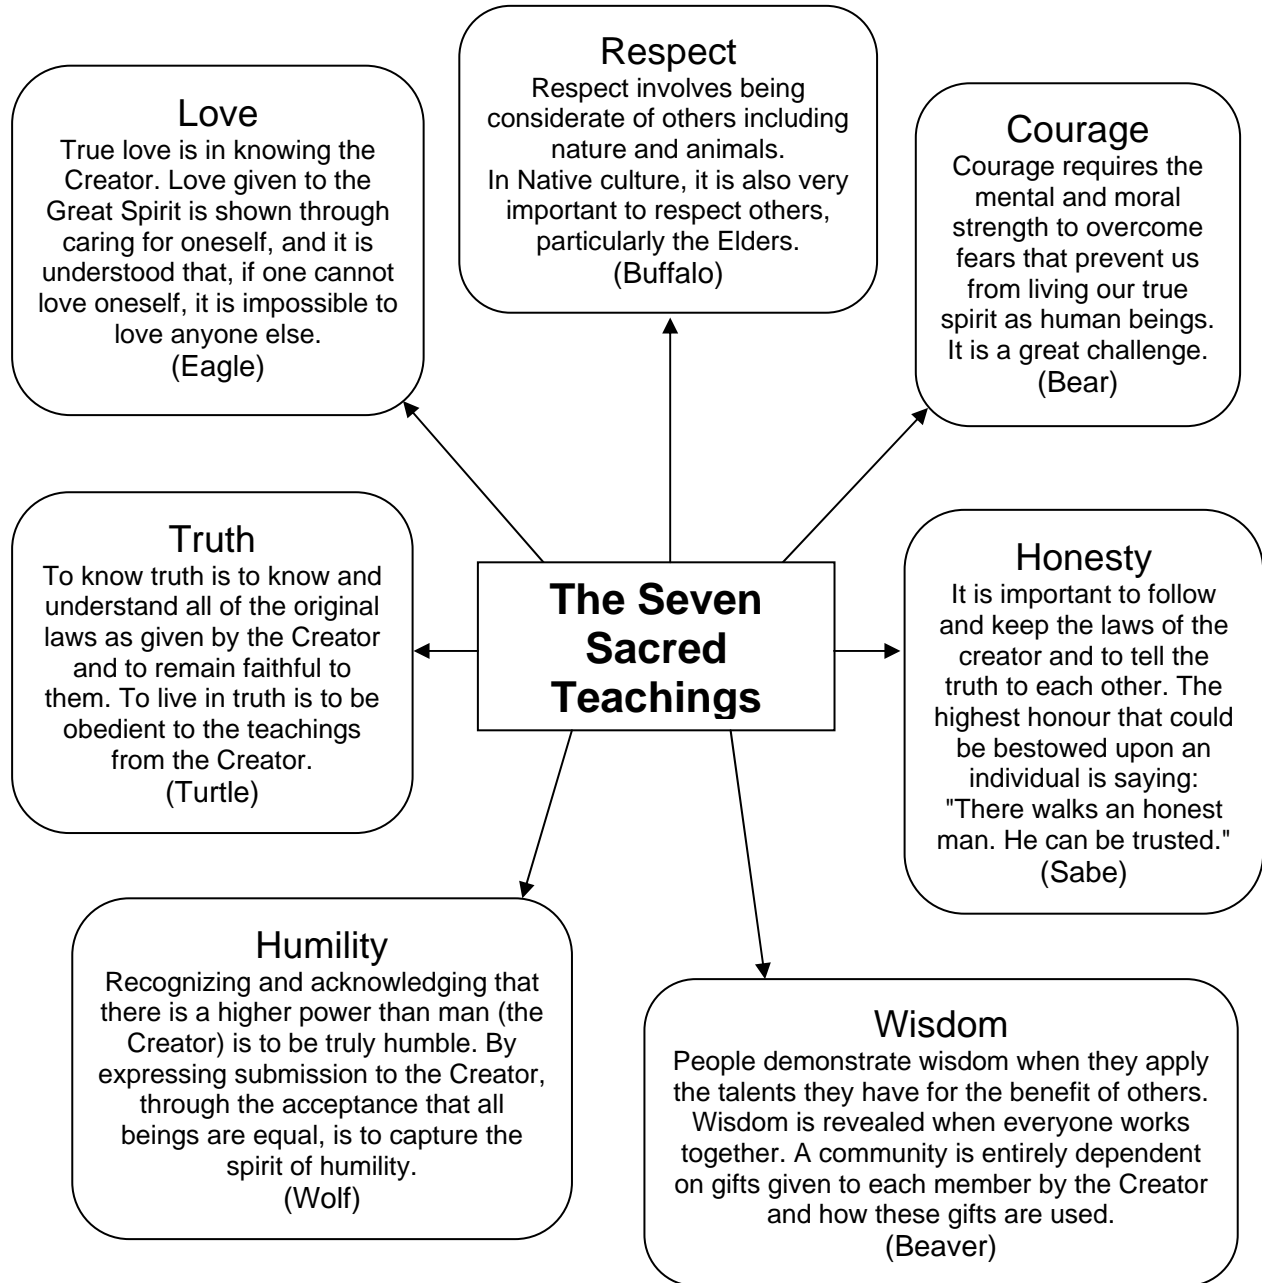 Respect
Respect involves being
considerate of others including
nature and animals.
In Native culture, it is also very
important to respect others,
particularly the Elders.
(Buffalo)
Love
True love is in knowing the
Creator. Love given to the
Great Spirit is shown through
caring for oneself, and it is
understood that, if one cannot
love oneself, it is impossible to
love anyone else.
(Eagle)
Courage
Courage requires the
mental and moral
strength to overcome
fears that prevent us
from living our true
spirit as human beings.
It is a great challenge.
(Bear)
Truth
To know truth is to know and
understand all of the original
laws as given by the Creator
and to remain faithful to
them. To live in truth is to be
obedient to the teachings
from the Creator.
(Turtle)
The Seven
Sacred
Teachings
Honesty
It is important to follow
and keep the laws of the
creator and to tell the
truth to each other. The
highest honour that could
be bestowed upon an
individual is saying:
"There walks an honest
man. He can be trusted."
(Sabe)
Humility
Recognizing and acknowledging that
there is a higher power than man (the
Creator) is to be truly humble. By
expressing submission to the Creator,
through the acceptance that all
beings are equal, is to capture the
spirit of humility.
(Wolf)
Wisdom
People demonstrate wisdom when they apply
the talents they have for the benefit of others.
Wisdom is revealed when everyone works
together. A community is entirely dependent
on gifts given to each member by the Creator
and how these gifts are used.
(Beaver)